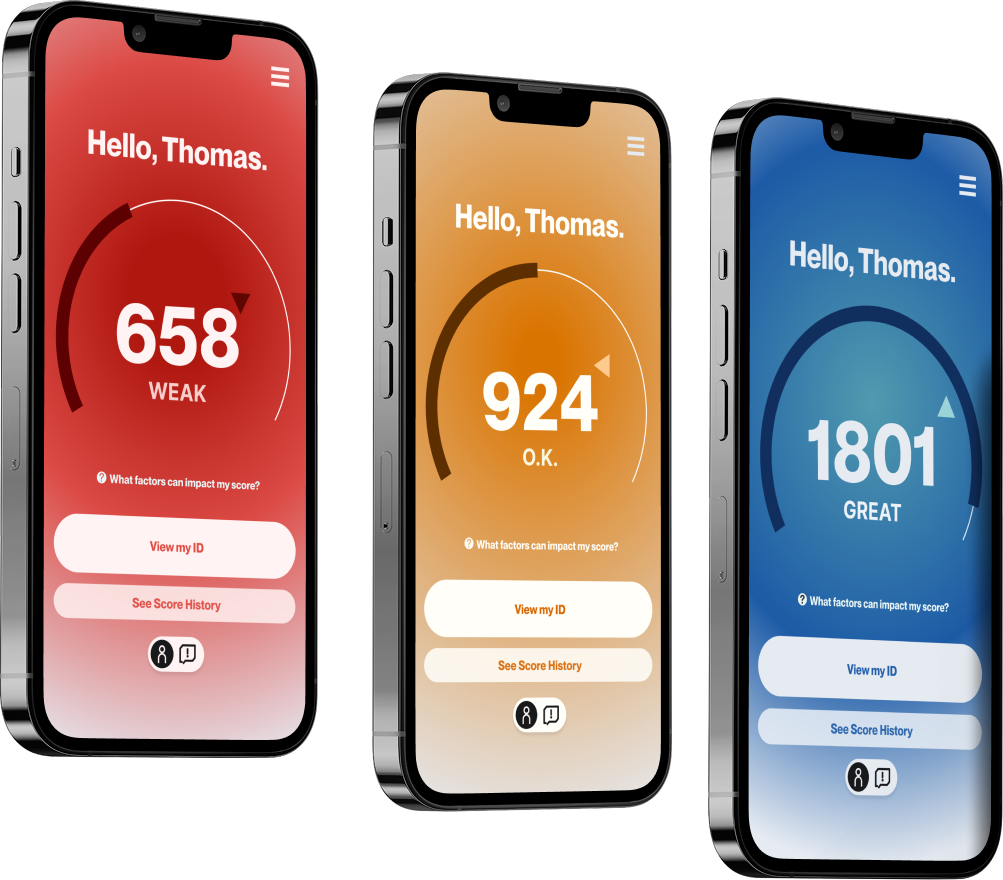 Hello, Thomas.
658
WEAK
? What factors can impact my score?
View my ID
See Score History
Hello, Thomas.
924
O.K.
? What factors can impact my score?
View my ID
See Score History
Hello, Thomas.
1801
GREAT
? What factors can impact my score?
View my ID
See Score History